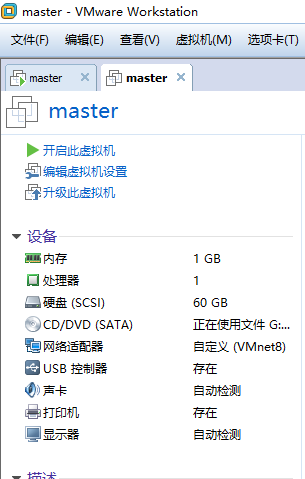 master - VMware Workstation
文件(F) 编辑(E) 查看(V) 虚拟机(M) 选项卡(T)
master × master ×
master
开启此虚拟机
编辑虚拟机设置
升级此虚拟机
设备
内存 1 GB
处理器 1
硬盘 (SCSI) 60 GB
CD/DVD (SATA) 正在使用文件 G:...
网络适配器 自定义 (VMnet8)
USB 控制器 存在
声卡 自动检测
打印机 存在
显示器 自动检测
描述